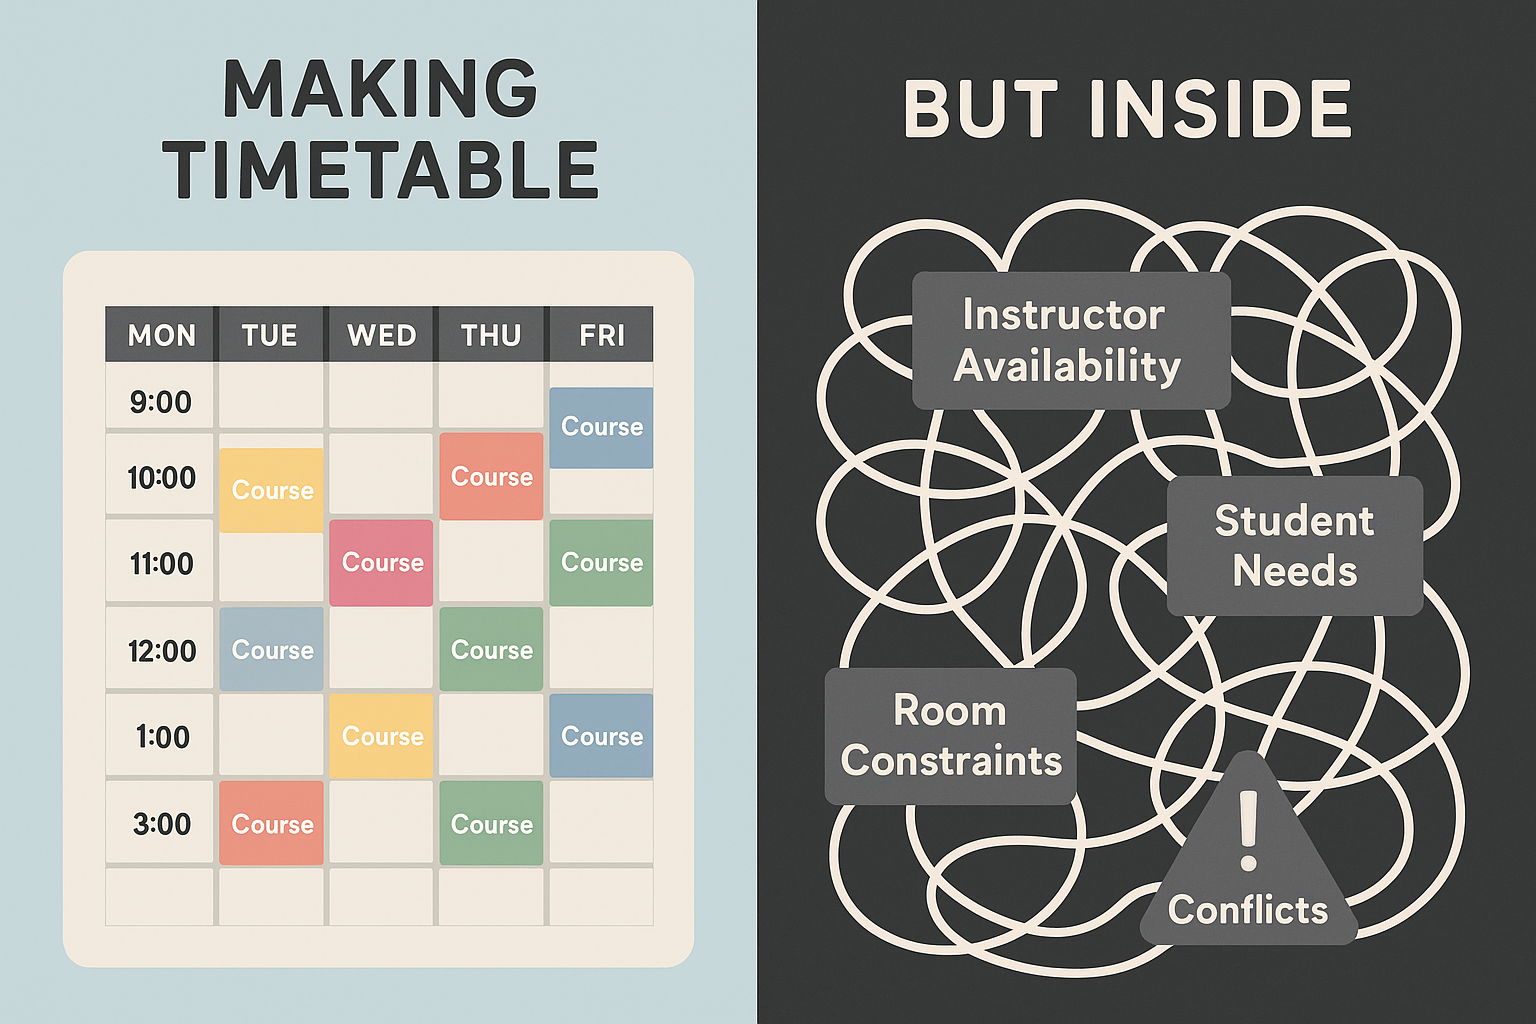 MAKING
TIMETABLE
MON TUE WED THU FRI
9:00
Course
10:00
Course
Course
11:00
Course
Course
12:00
Course
Course
1:00
Course
Course
3:00
Course
Course
BUT INSIDE
Instructor
Availability
Student
Needs
Room
Constraints
!
Conflicts